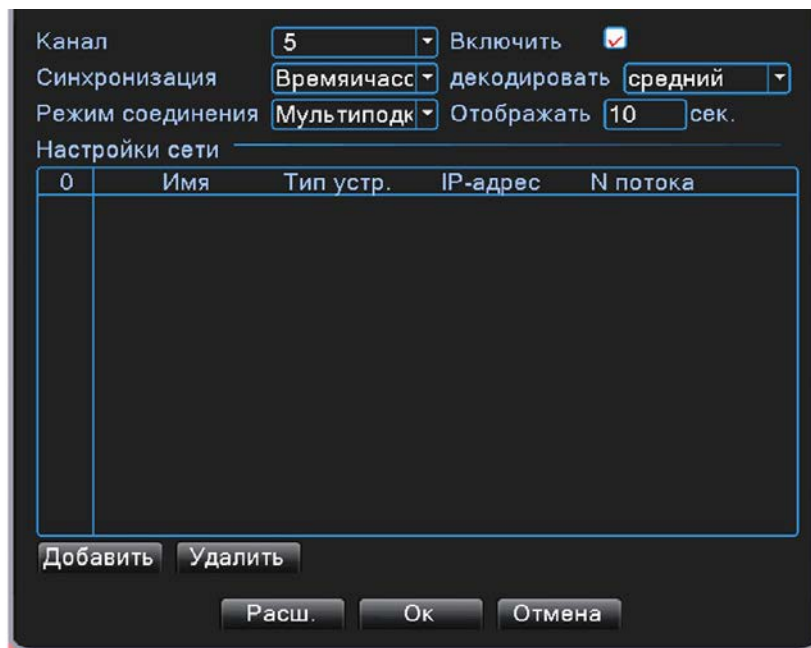 Канал 5 Включить
Синхронизация Времяичасс декодировать средний
Режим соединения Мультиподк Отображать 10 сек.
Настройки сети
0 Имя Тип устр. IP-адрес N потока
Добавить Удалить
Расш. Ок Отмена